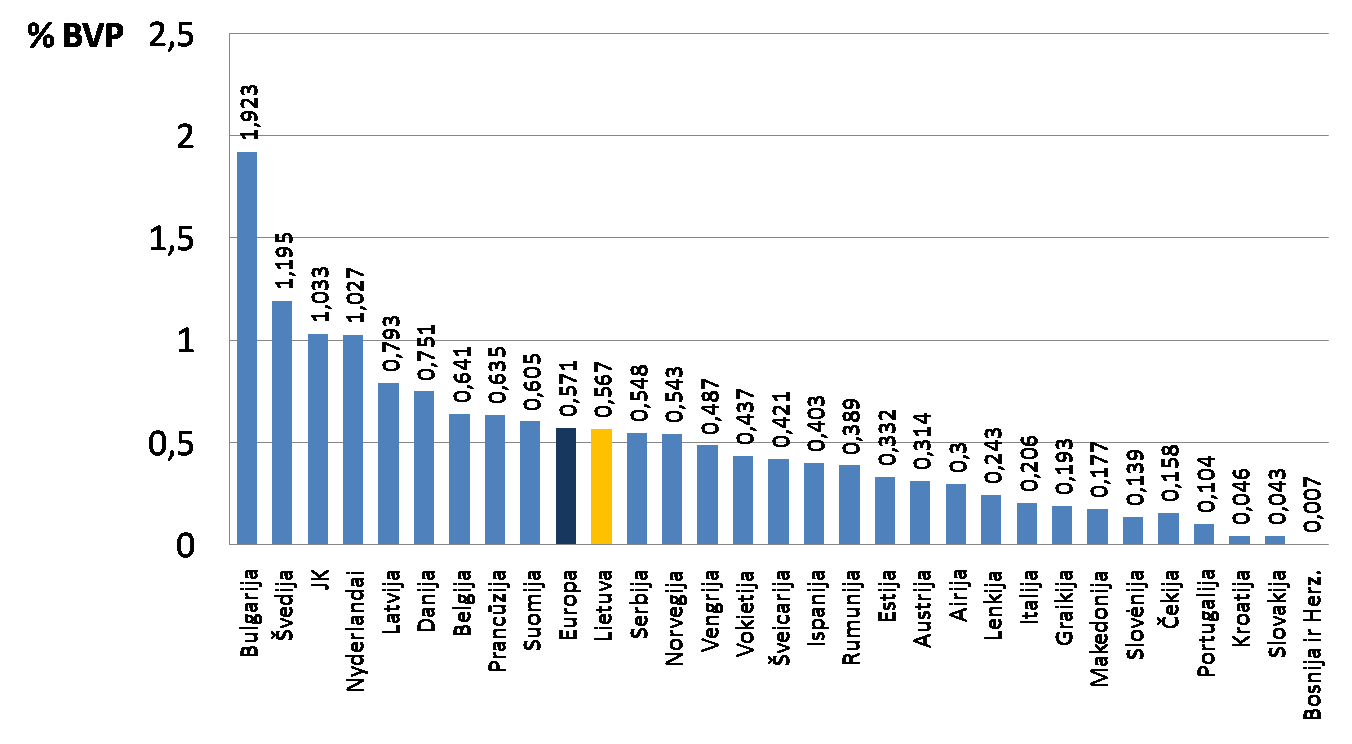 % BVP
2,5
2
1,5
1
0,5
0
1,923
1,195
1,033
1,027
0,793
0,751
0,641
0,635
0,605
0,571
0,567
0,548
0,543
0,487
0,437
0,421
0,403
0,389
0,332
0,314
0,3
0,243
0,206
0,193
0,177
0,139
0,158
0,104
0,046
0,043
0,007
Bulgarija
Švedija
JK
Nyderlandai
Latvija
Danija
Belgija
Prancūzija
Suomija
Europa
Lietuva
Serbija
Norvegija
Vengrija
Vokietija
Šveicarija
Ispanija
Rumunija
Estija
Austrija
Airija
Lenkija
Italija
Graikija
Makedonija
Slovėnija
Čekija
Portugalija
Kroatija
Slovakija
Bosnija ir Herz.